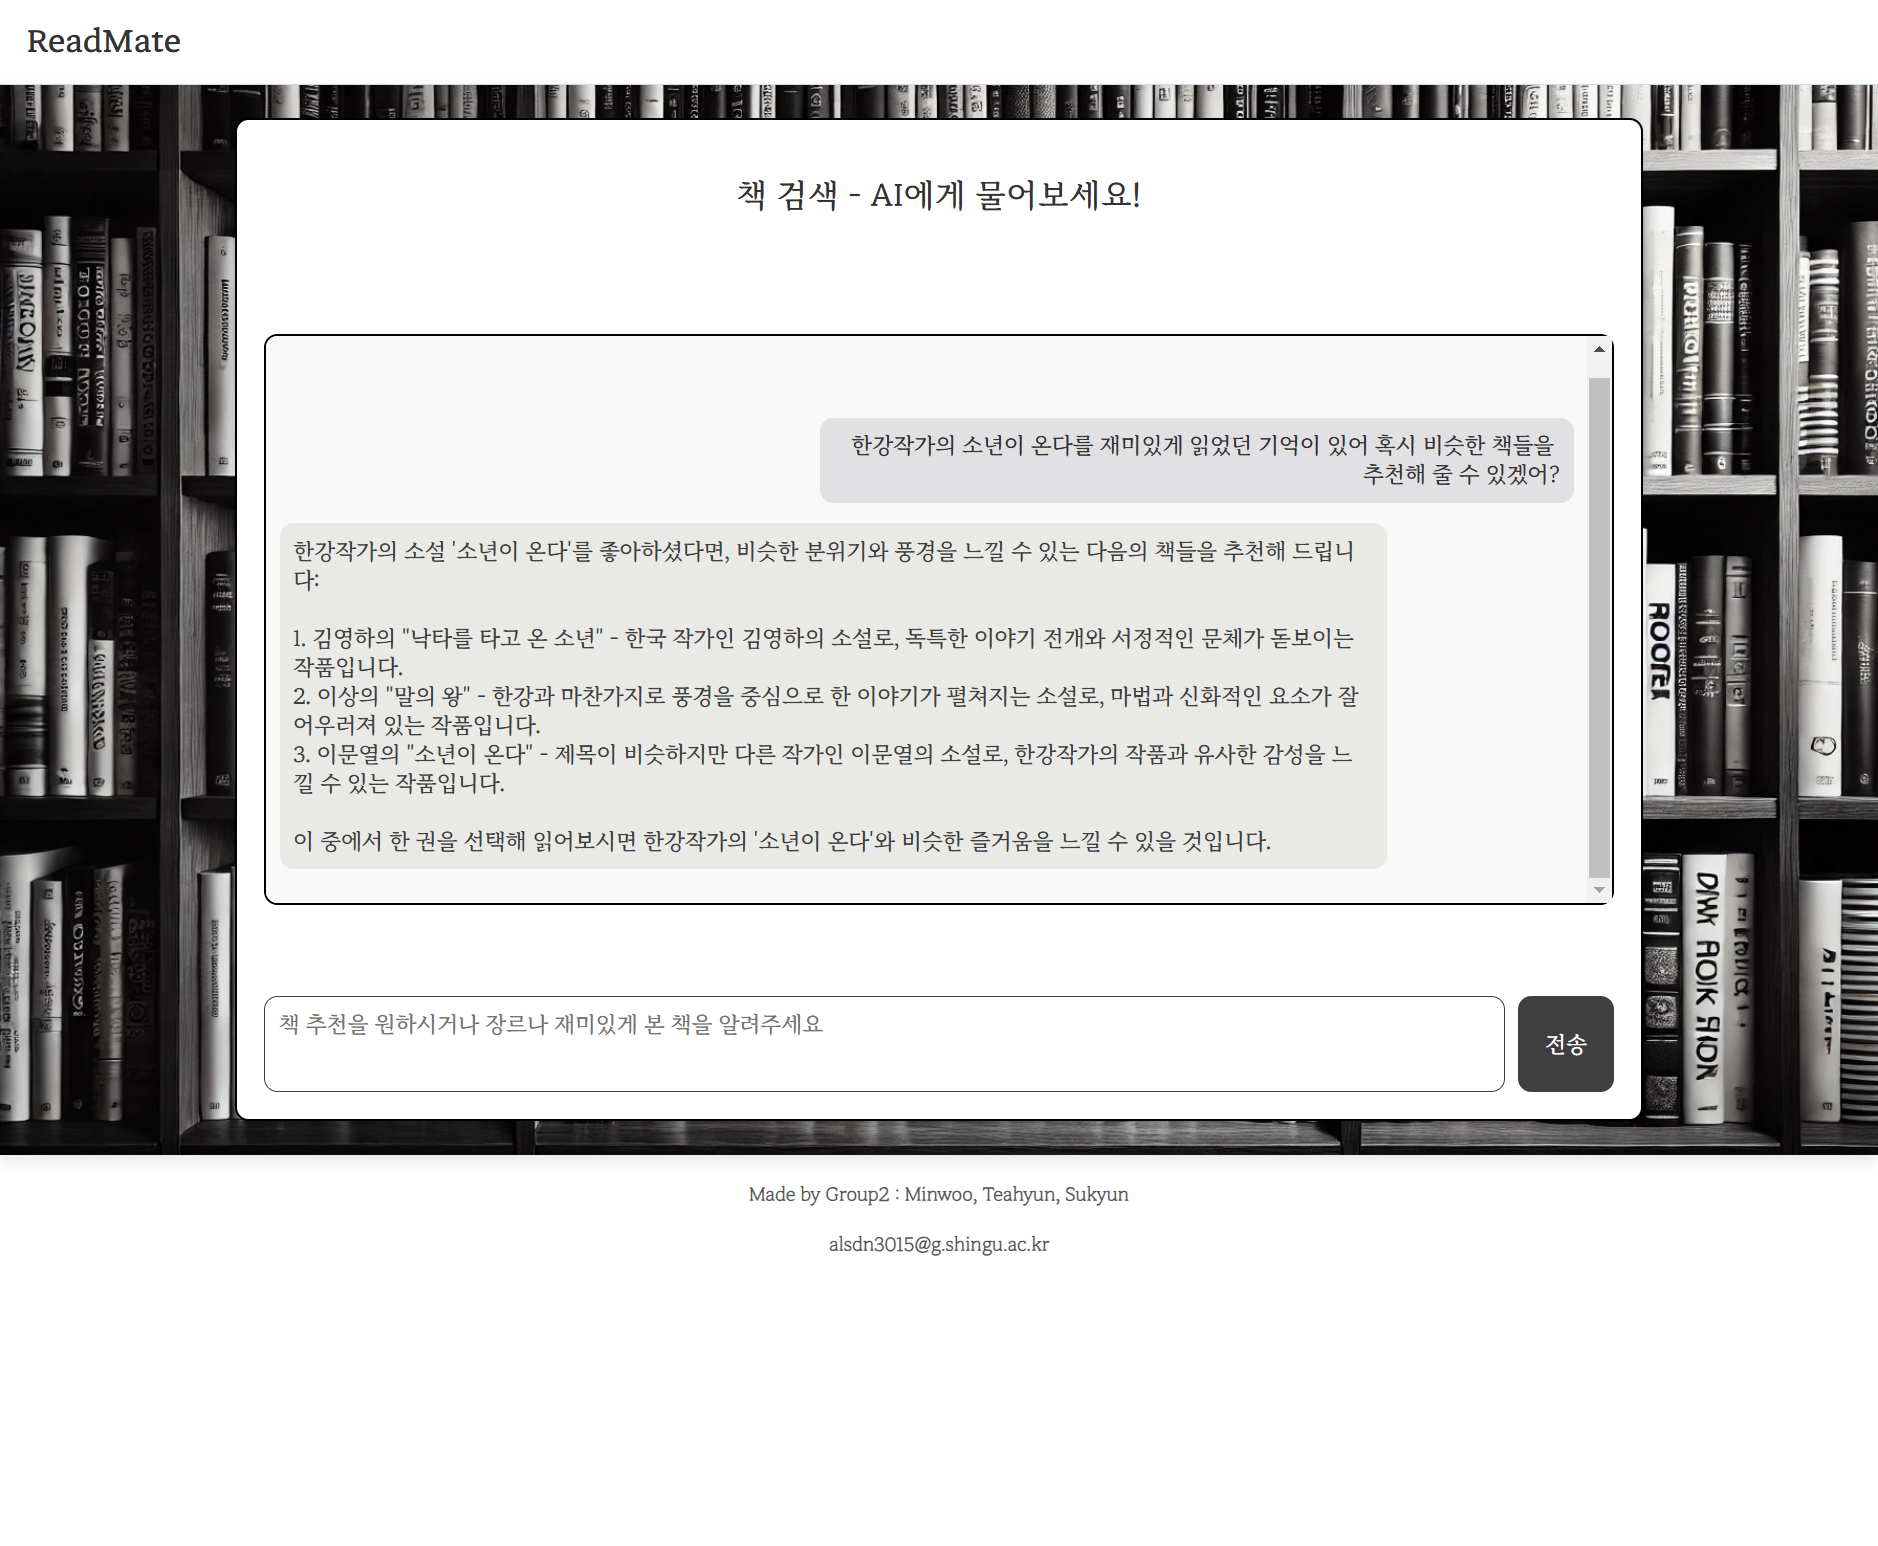 ReadMate
책 검색 - AI에게 물어보세요!
한강작가의 소년이 온다를 재미있게 읽었던 기억이 있어 혹시 비슷한 책들을
추천해 줄 수 있겠어?
한강작가의 소설 '소년이 온다'를 좋아하셨다면, 비슷한 분위기와 풍경을 느낄 수 있는 다음의 책들을 추천해 드립니
다:
1. 김영하의 "낙타를 타고 온 소년" - 한국 작가인 김영하의 소설로, 독특한 이야기 전개와 서정적인 문체가 돋보이는
작품입니다.
2. 이상의 "말의 왕" - 한강과 마찬가지로 풍경을 중심으로 한 이야기가 펼쳐지는 소설로, 마법과 신화적인 요소가 잘
어우러져 있는 작품입니다.
3. 이문열의 "소년이 온다" - 제목이 비슷하지만 다른 작가인 이문열의 소설로, 한강작가의 작품과 유사한 감성을 느
낄 수 있는 작품입니다.
이 중에서 한 권을 선택해 읽어보시면 한강작가의 '소년이 온다'와 비슷한 즐거움을 느낄 수 있을 것입니다.
책 추천을 원하시거나 장르나 재미있게 본 책을 알려주세요
전송
Made by Group2 : Minwoo, Teahyun, Sukyun
alsdn3015@g.shingu.ac.kr